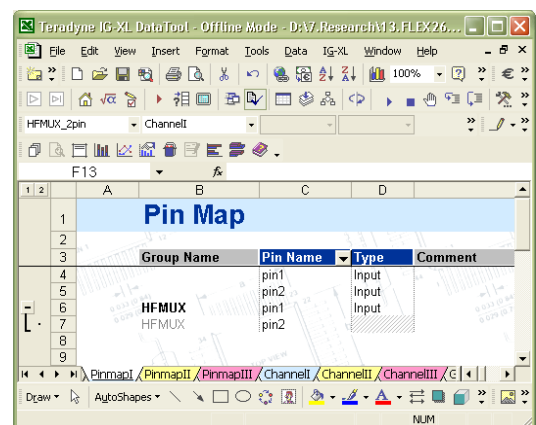 Teradyne IG-XL DataTool - Offline Mode - D:\7.Research\13.FLEX26...
File Edit View Insert Format Tools Data IG-XL Window Help
100%
HFMUX_2pin ChannelI
F13 fx
1 2 A B C D
1 Pin Map
2
3 Group Name Pin Name Type Comment
4 pin1 Input
5 pin2 Input
6 HFMUX pin1 Input
7 HFMUX pin2
8
9
PinmapI PinmapII PinmapIII ChannelI ChannelII ChannelIII
Draw AutoShapes
NUM